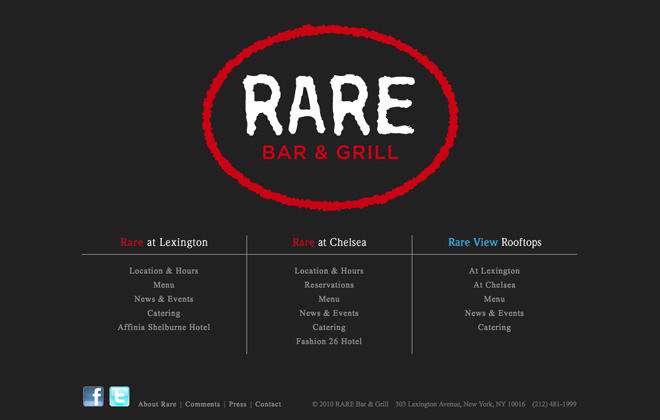 RARE
BAR & GRILL
Rare at Lexington
Location & Hours
Menu
News & Events
Catering
Affinia Shelburne Hotel
Rare at Chelsea
Location & Hours
Reservations
Menu
News & Events
Catering
Fashion 26 Hotel
Rare View Rooftops
At Lexington
At Chelsea
Menu
News & Events
Catering
f t About Rare | Comments | Press | Contact © 2010 RARE Bar & Grill 303 Lexington Avenue, New York, NY 10016 (212) 481-1999